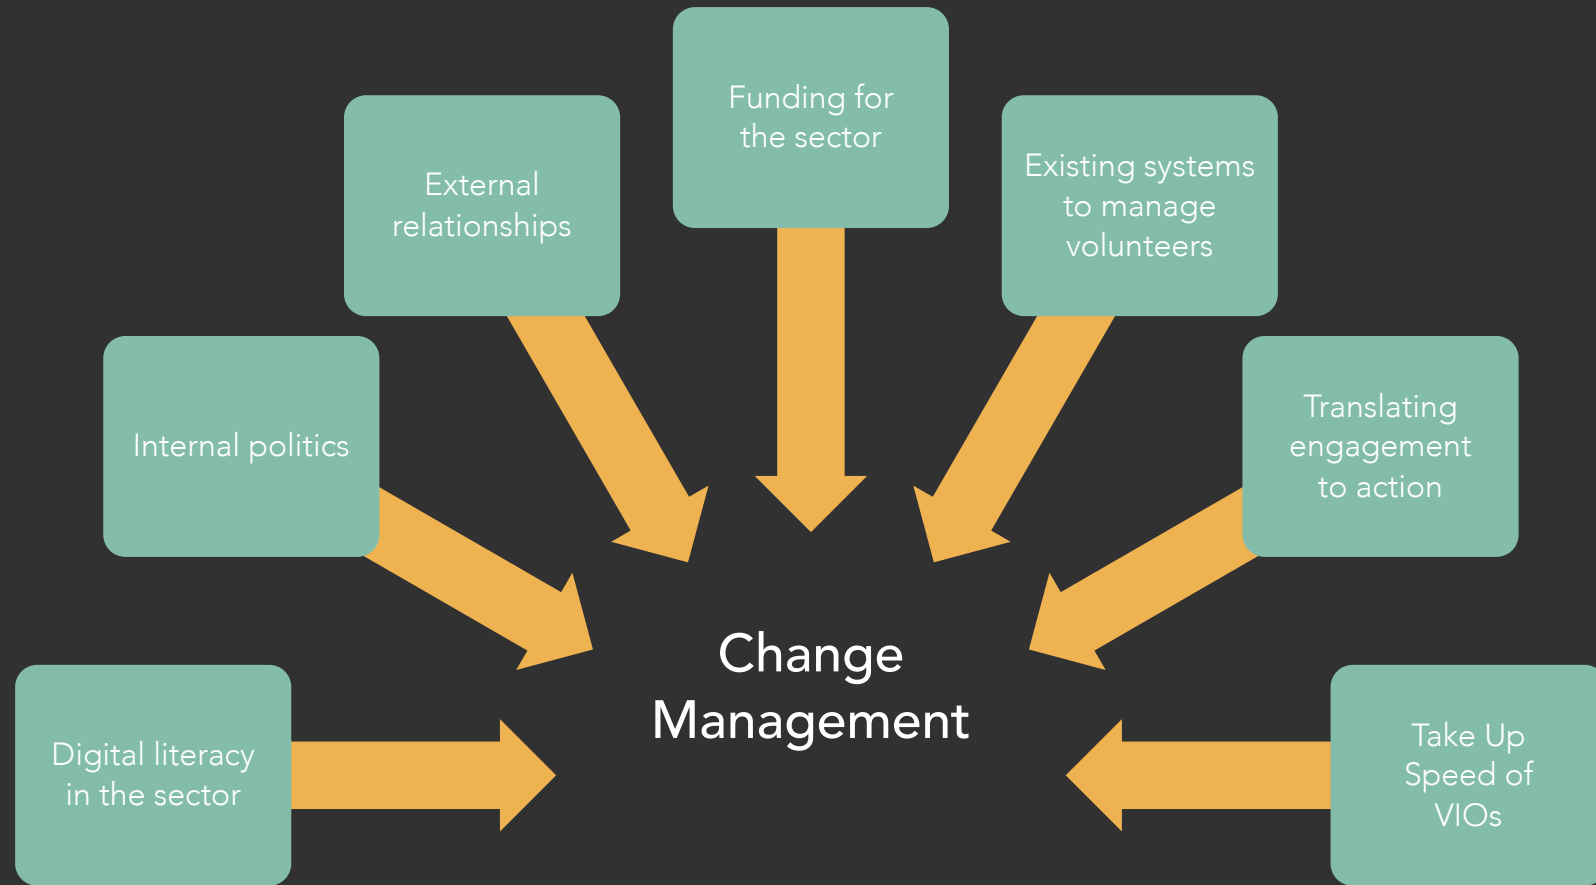 Funding for
the sector
External
relationships
Existing systems
to manage
volunteers
Internal politics
Translating
engagement
to action
Change
Management
Digital literacy
in the sector
Take Up
Speed of
VIOs